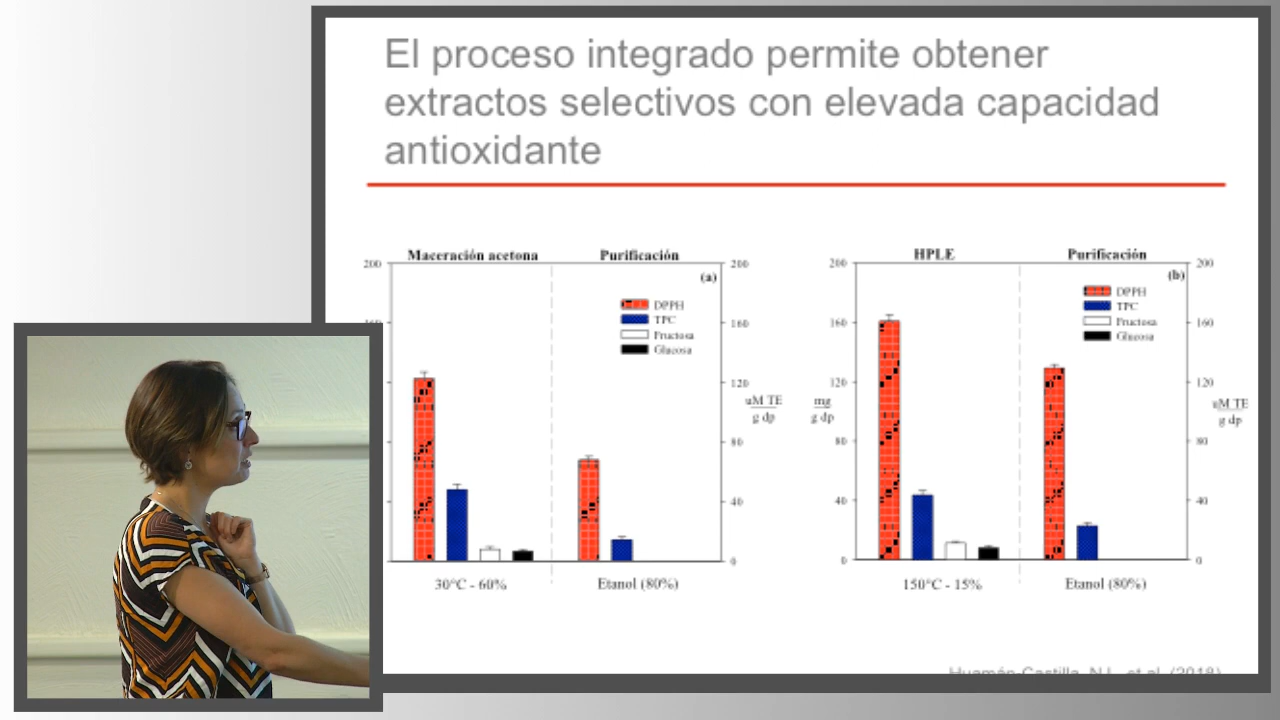 El proceso integrado permite obtener
extractos selectivos con elevada capacidad
antioxidante
Maceración acetona
Purificación
200
200
(a)
DPPH
TPC
Fructosa
Glucosa
160
120
uM TE
g dp
80
40
0
30°C - 60%
Etanol (80%)
HPLE
Purificación
200
200
(b)
DPPH
TPC
Fructosa
Glucosa
160
160
120
120
mg
g dp
uM TE
g dp
80
80
40
40
0
0
150°C - 15%
Etanol (80%)
Huamán-Castilla, N.L., et al. (2018)